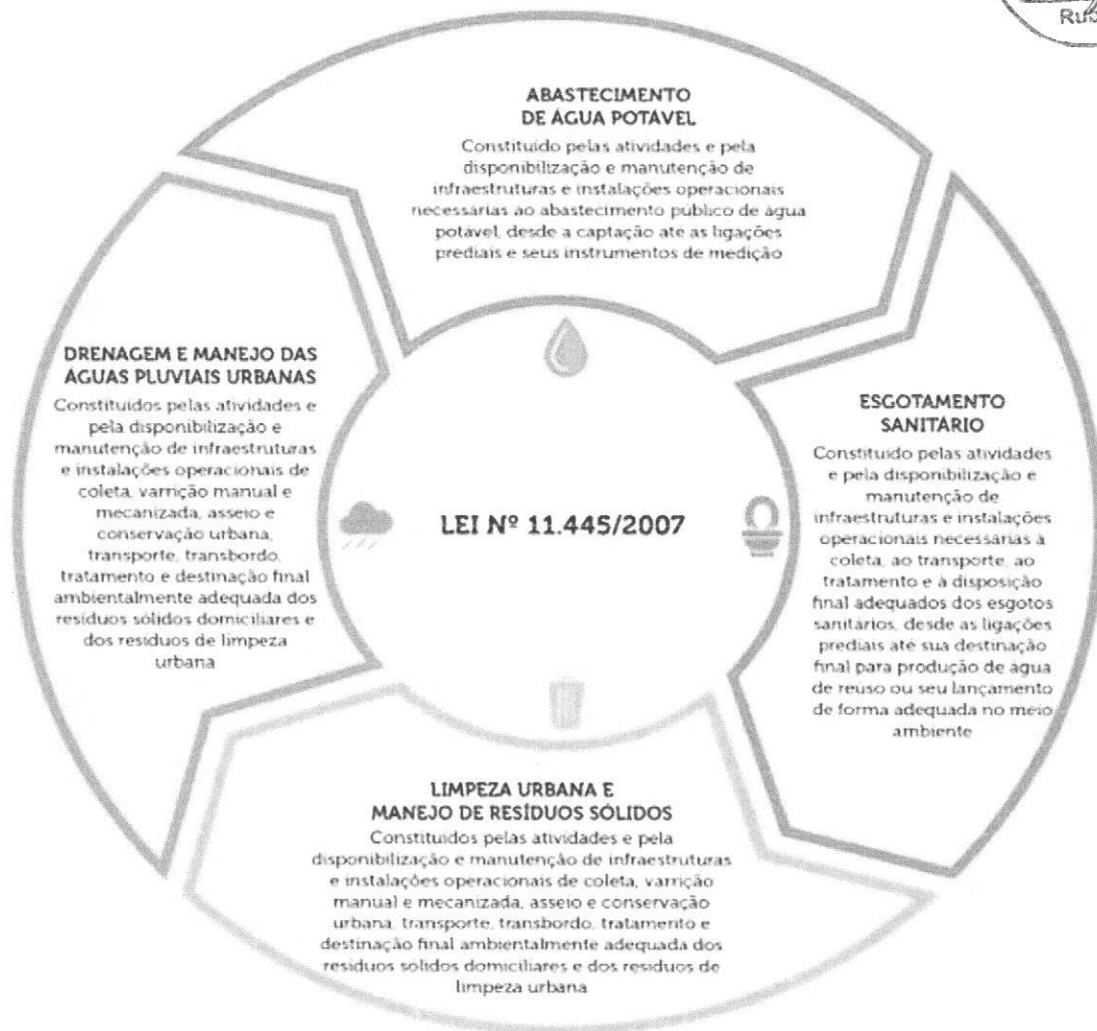 ABASTECIMENTO
DE ÁGUA POTÁVEL
Constituído pelas atividades e pela
disponibilização e manutenção de
infraestruturas e instalações operacionais
necessárias ao abastecimento público de água
potável, desde a captação até as ligações
prediais e seus instrumentos de medição
DRENAGEM E MANEJO DAS
ÁGUAS PLUVIAIS URBANAS
Constituídos pelas atividades e
pela disponibilização e
manutenção de infraestruturas
e instalações operacionais de
coleta, varrição manual e
mecanizada, asseio e
conservação urbana,
transporte, transbordo,
tratamento e destinação final
ambientalmente adequada dos
resíduos sólidos domiciliares e
dos resíduos de limpeza
urbana
LEI Nº 11.445/2007
ESGOTAMENTO
SANITÁRIO
Constituído pelas atividades
e pela disponibilização e
manutenção de
infraestruturas e instalações
operacionais necessárias à
coleta, ao transporte, ao
tratamento e à disposição
final adequados dos esgotos
sanitários, desde as ligações
prediais até sua destinação
final para produção de água
de reúso ou seu lançamento
de forma adequada no meio
ambiente
LIMPEZA URBANA E
MANEJO DE RESÍDUOS SÓLIDOS
Constituídos pelas atividades e pela
disponibilização e manutenção de infraestruturas
e instalações operacionais de coleta, varrição
manual e mecanizada, asseio e conservação
urbana, transporte, transbordo, tratamento e
destinação final ambientalmente adequada dos
resíduos sólidos domiciliares e dos resíduos de
limpeza urbana